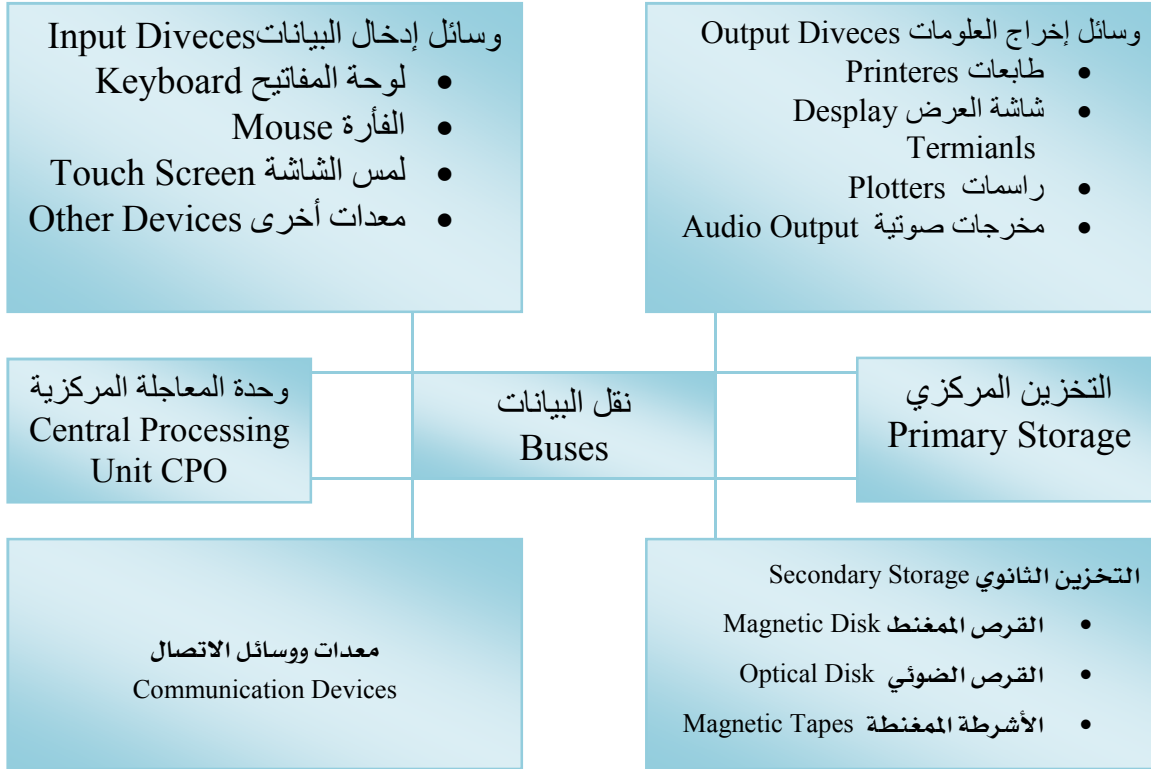 وسائل إدخال البياناتInput Diveces
• لوحة المفاتيح Keyboard
• الفأرة Mouse
• لمس الشاشة Touch Screen
• معدات أخرى Other Devices
وسائل إخراج العلومات Output Diveces
• طابعات Printeres
• شاشة العرض Desplay
Termianls
• راسمات Plotters
• مخرجات صوتية Audio Output
وحدة المعاجلة المركزية
Central Processing
Unit CPO
نقل البيانات
Buses
التخزين المركزي
Primary Storage
معدات ووسائل الاتصال
Communication Devices
التخزين الثانوي Secondary Storage
• القرص الممغنط Magnetic Disk
• القرص الضوئي Optical Disk
• الأشرطة الممغنطة Magnetic Tapes